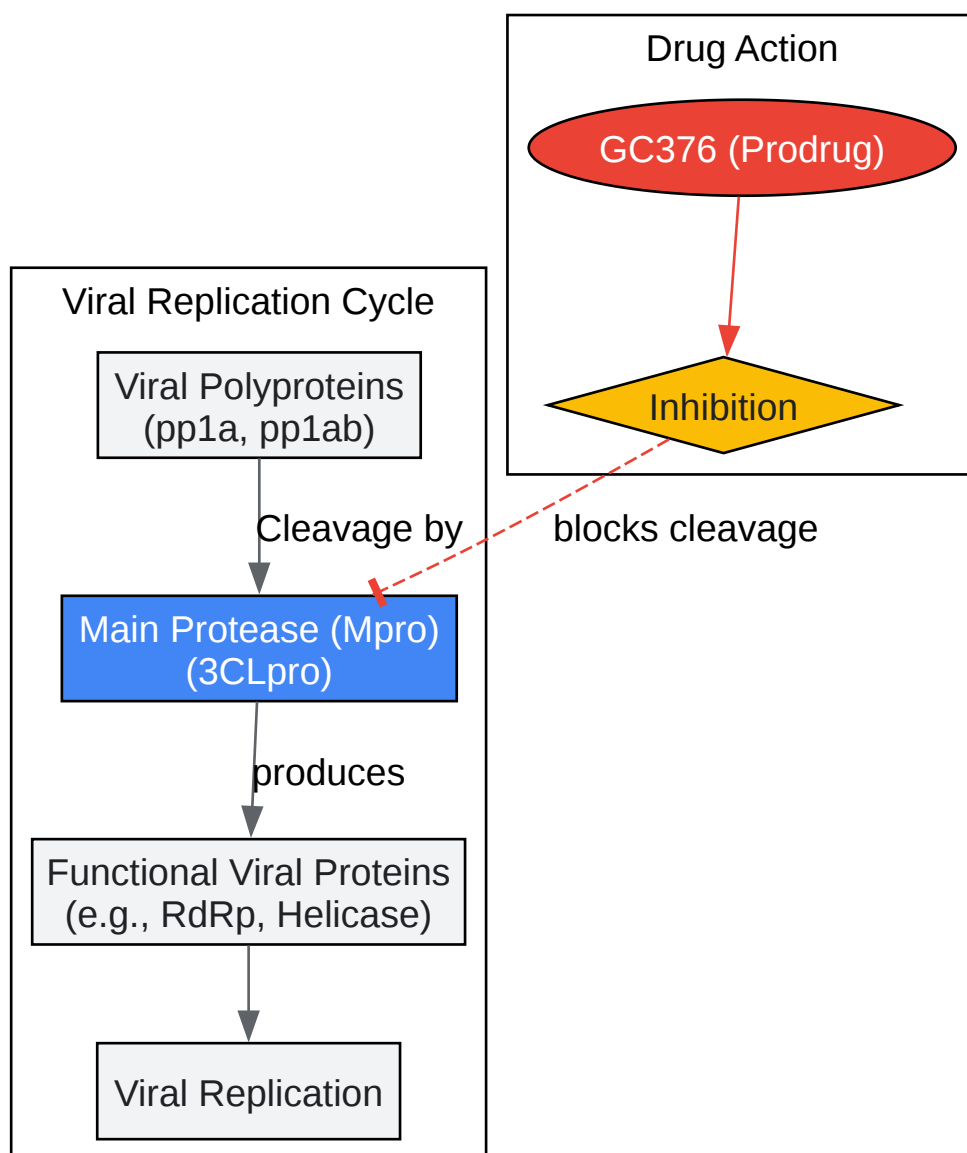 Drug Action
GC376 (Prodrug)
Inhibition
blocks cleavage
Viral Replication Cycle
Viral Polyproteins
(pp1a, pp1ab)
Cleavage by
Main Protease (Mpro)
(3CLpro)
produces
Functional Viral Proteins
(e.g., RdRp, Helicase)
Viral Replication